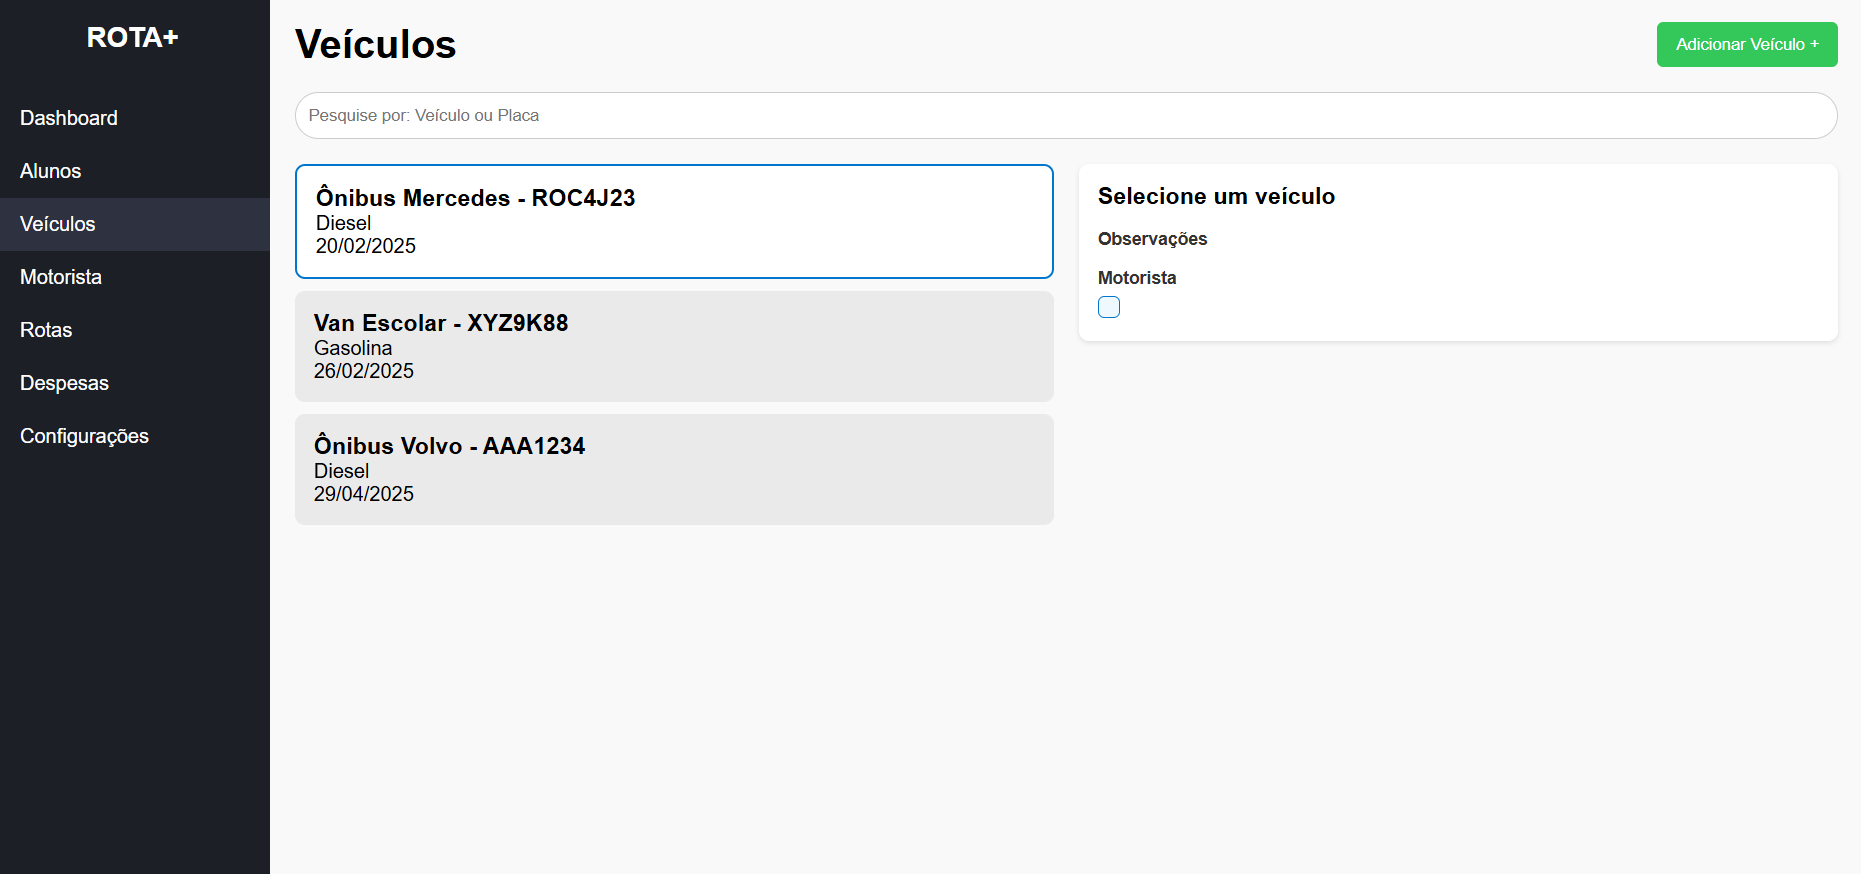 ROTA+
Dashboard
Alunos
Veículos
Motorista
Rotas
Despesas
Configurações
Veículos
Adicionar Veículo +
Pesquise por: Veículo ou Placa
Ônibus Mercedes - ROC4J23
Diesel
20/02/2025
Van Escolar - XYZ9K88
Gasolina
26/02/2025
Ônibus Volvo - AAA1234
Diesel
29/04/2025
Selecione um veículo
Observações
Motorista